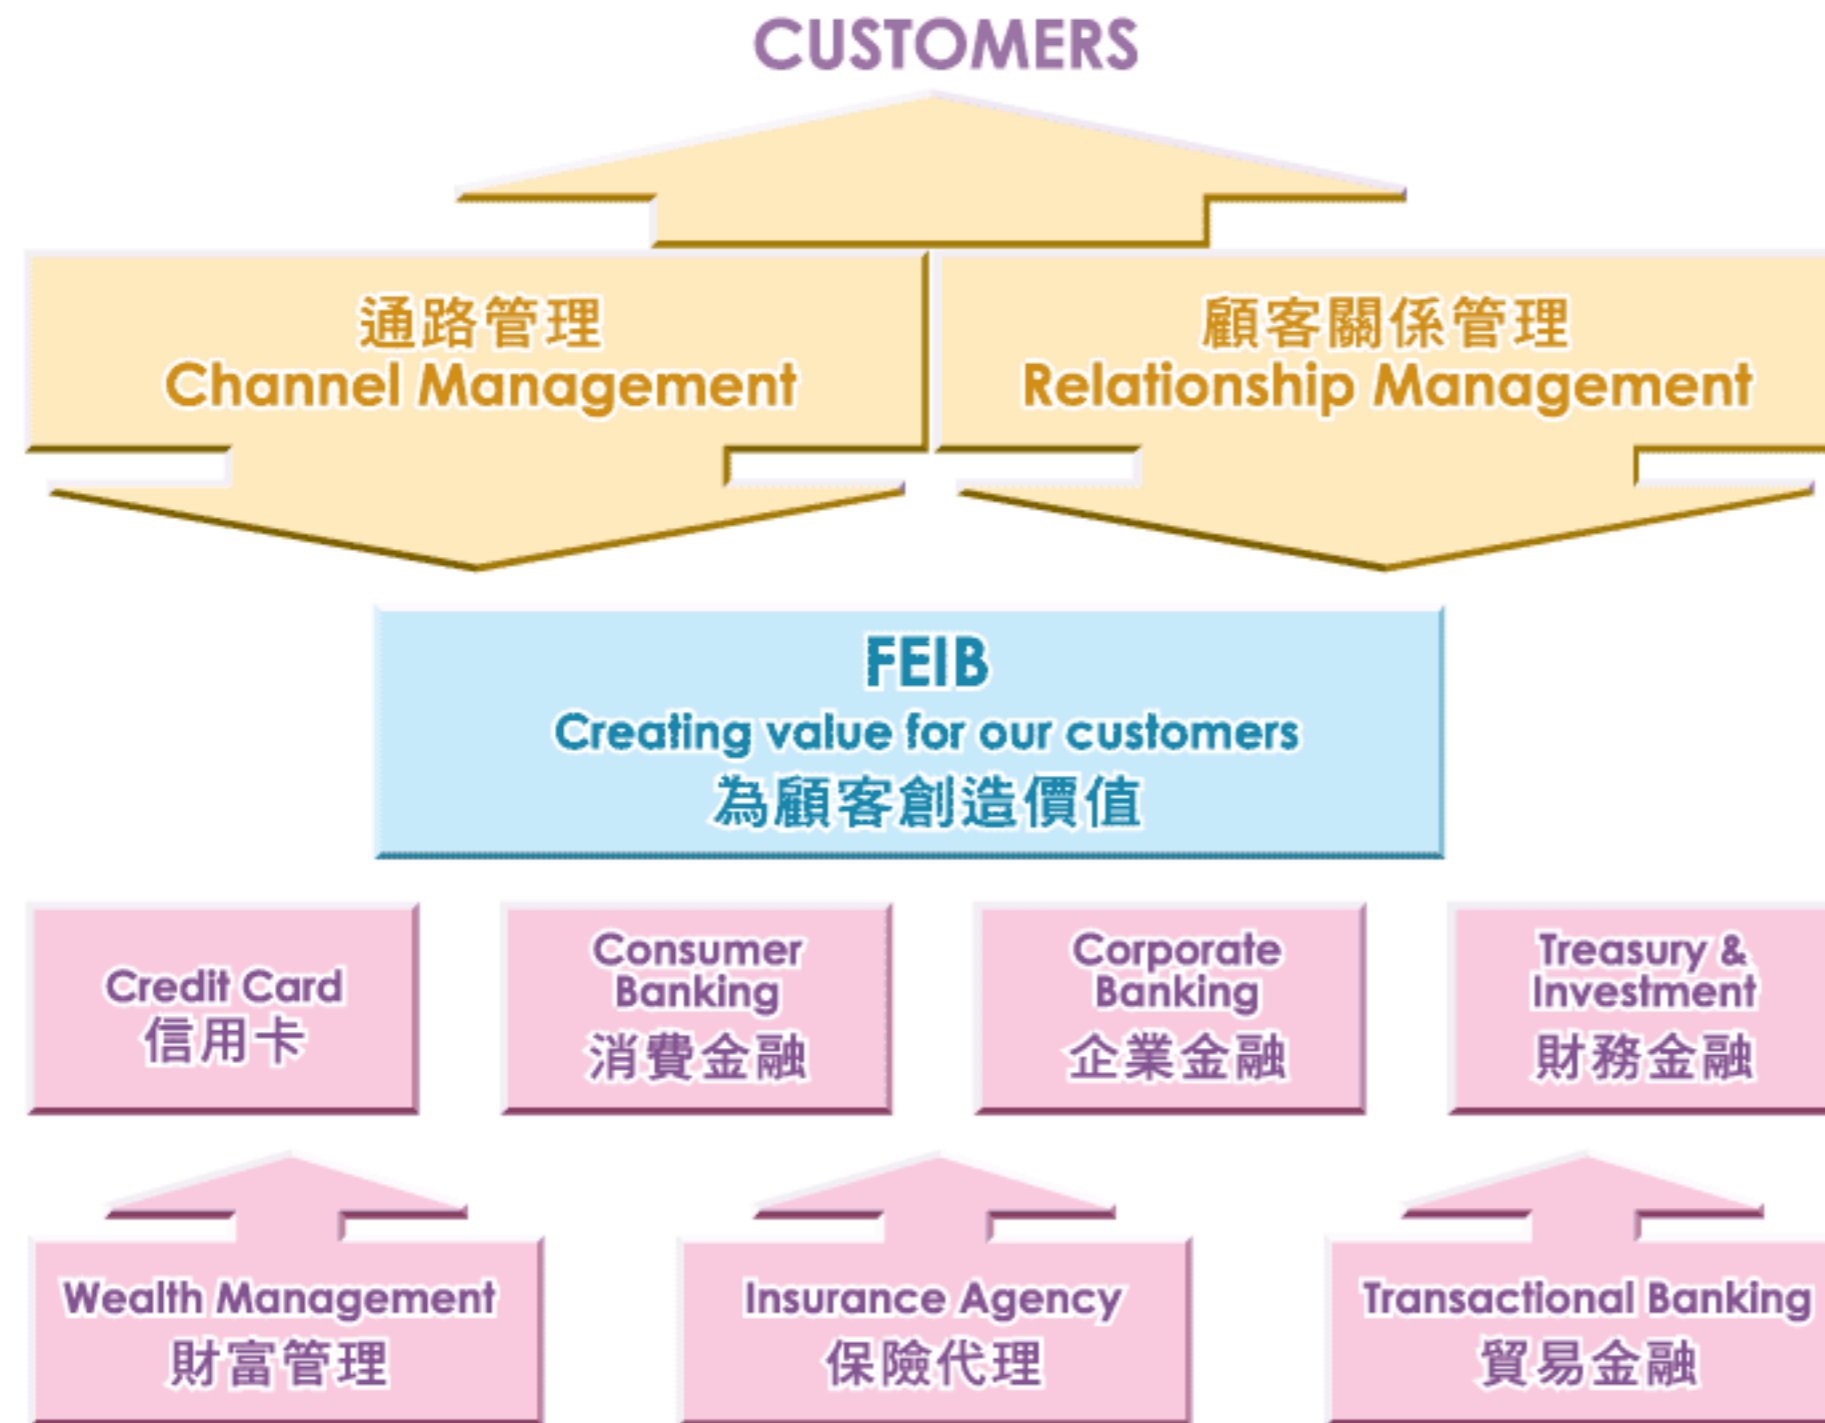 CUSTOMERS
通路管理
Channel Management
顧客關係管理
Relationship Management
FEIB
Creating value for our customers
為顧客創造價值
Credit Card
信用卡
Consumer
Banking
消費金融
Corporate
Banking
企業金融
Treasury &
Investment
財務金融
Wealth Management
財富管理
Insurance Agency
保險代理
Transactional Banking
貿易金融